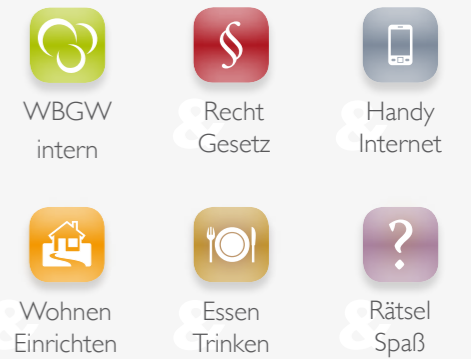 §
WBGW
intern
Recht
& Gesetz
Handy
& Internet
?
Wohnen
& Einrichten
Essen
& Trinken
Rätsel
& Spaß